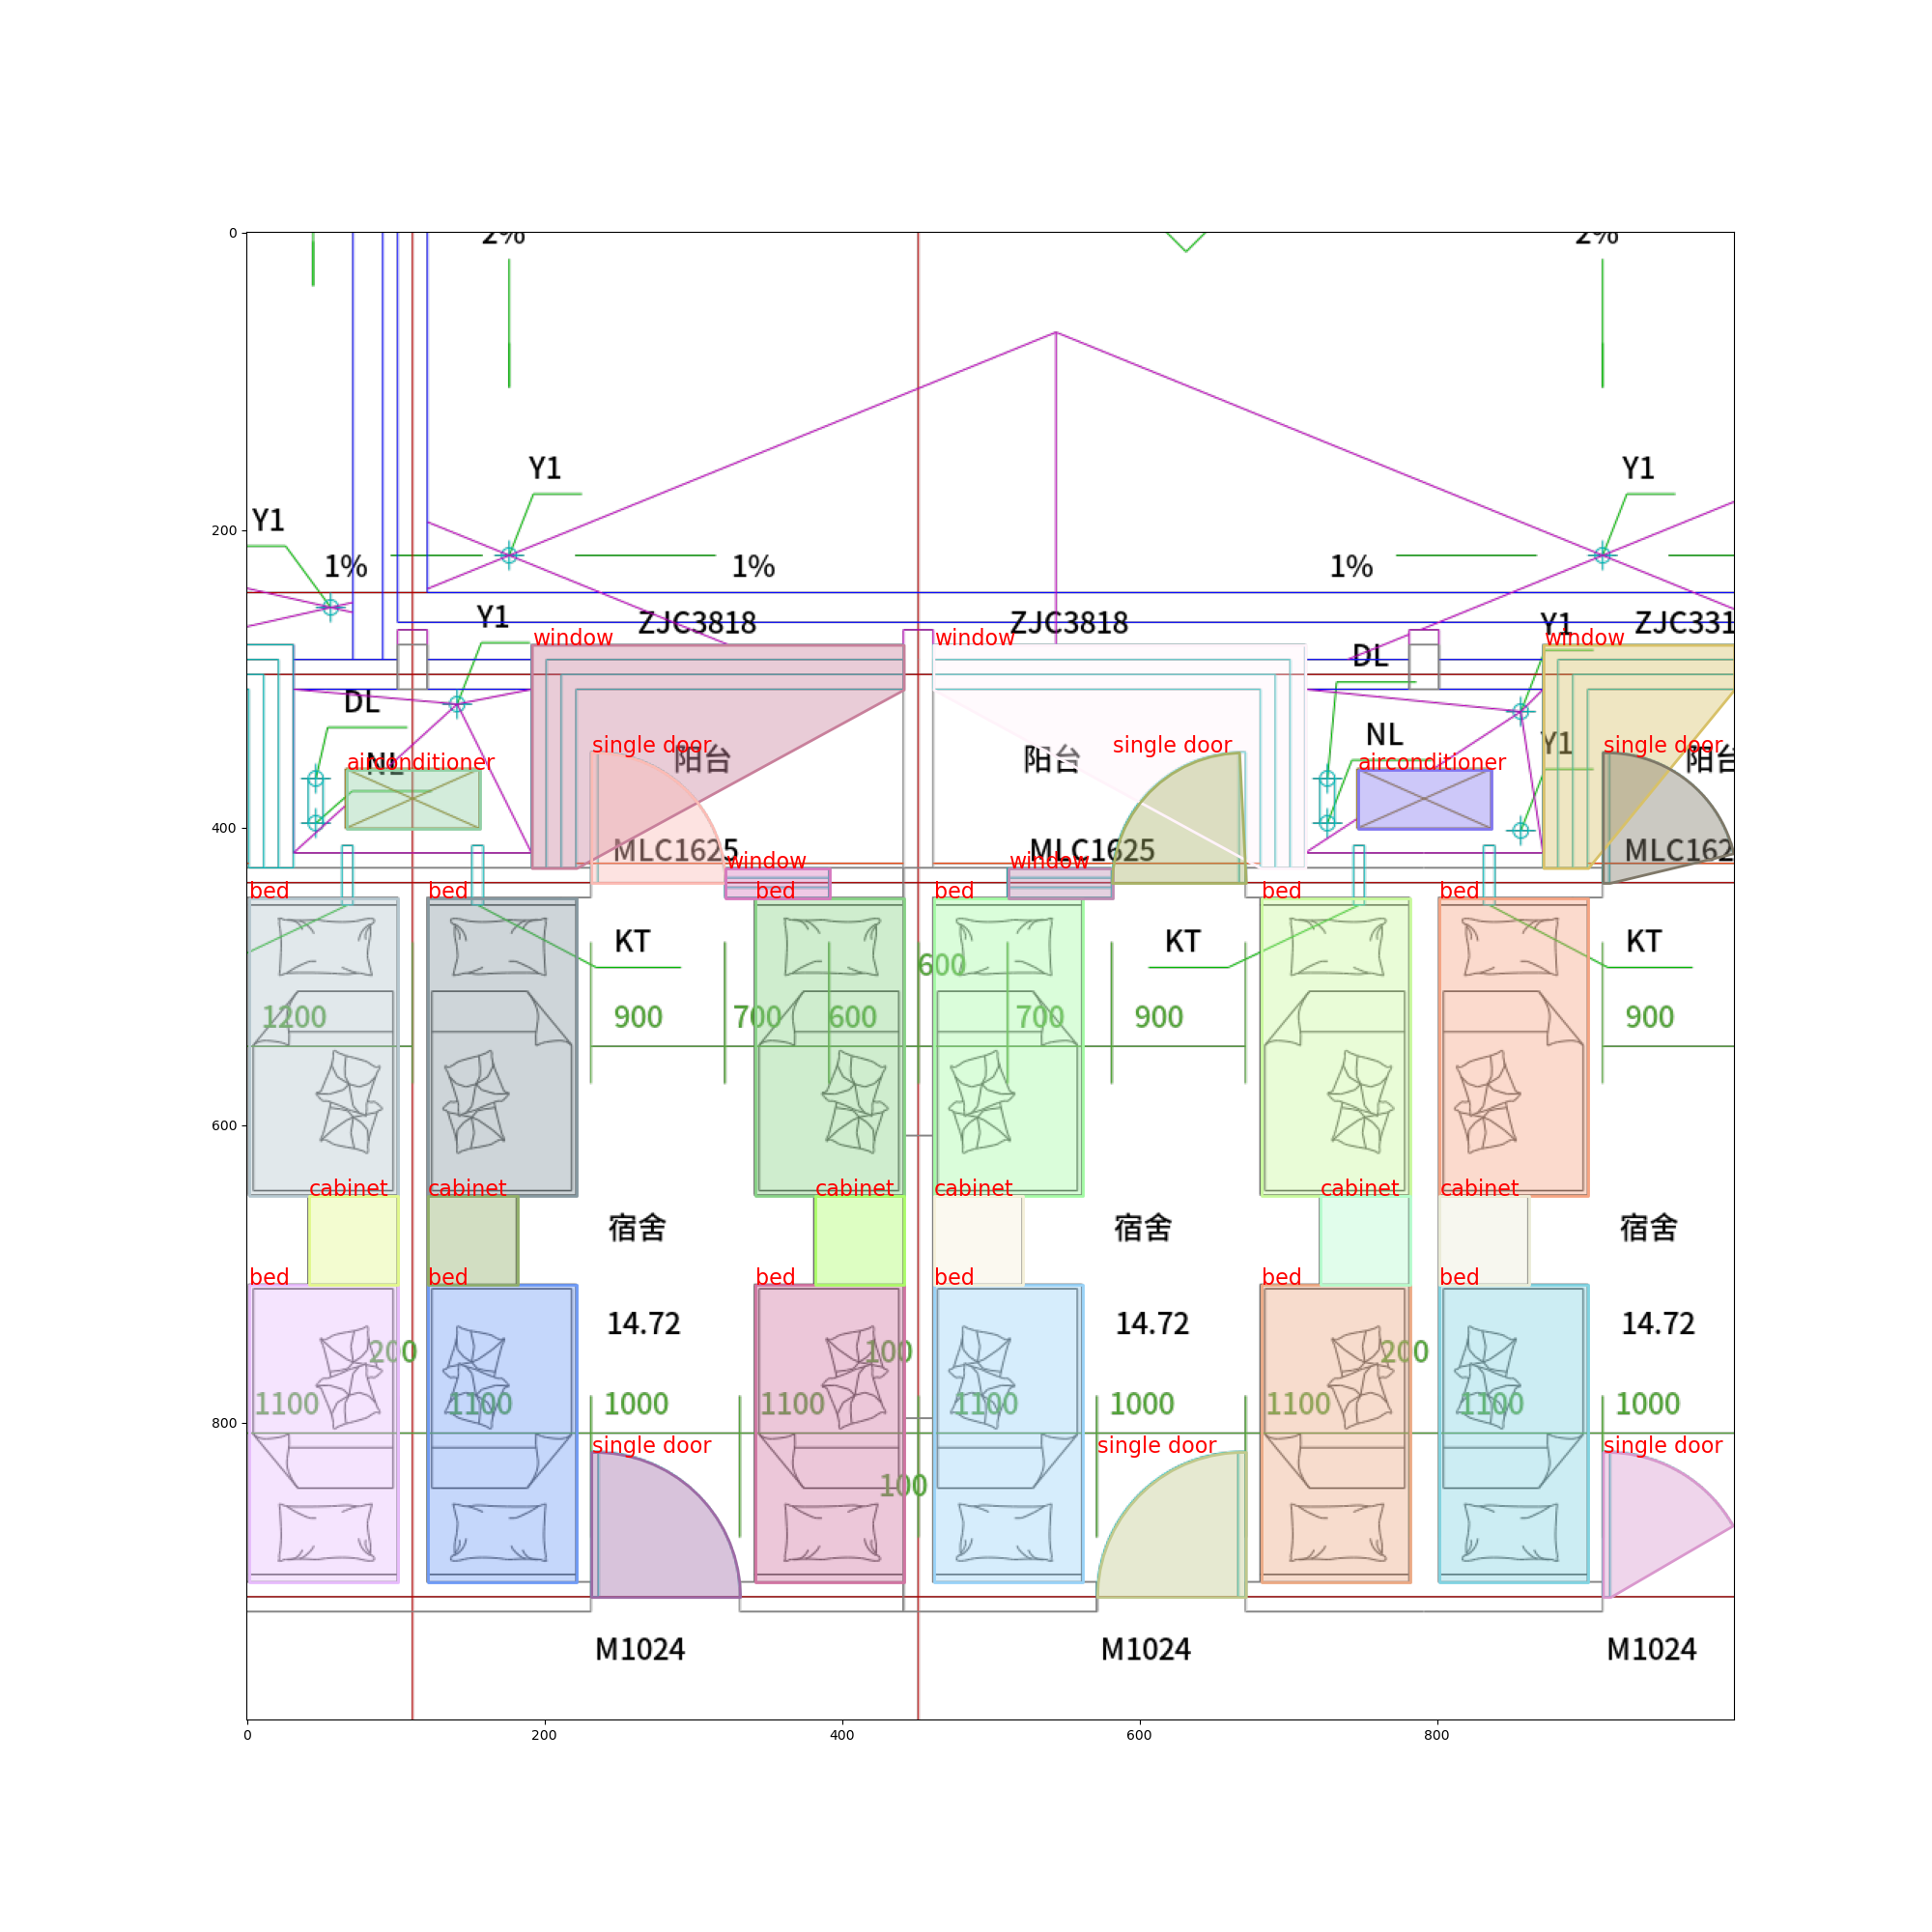 2%
2%
0
Y1
Y1
200
Y1
1%
1%
1%
Y1
ZJC3818
ZJC3818
Y1
ZJC331
window
window
window
DL
DL
NL
Y1
single door
single door
single door
阳台
阳台
阳台
NL
airconditioner
airconditioner
400
MLC1625
MLC1625
MLC162
window
window
bed
bed
bed
bed
bed
bed
KT
KT
KT
600
1200
900
700
600
700
900
900
600
cabinet
cabinet
cabinet
cabinet
cabinet
cabinet
宿舍
宿舍
宿舍
bed
bed
bed
bed
bed
bed
14.72
14.72
14.72
200
100
200
1100
1100
1000
1100
1100
1000
1100
1100
1000
800
single door
single door
single door
100
M1024
M1024
M1024
0
200
400
600
800